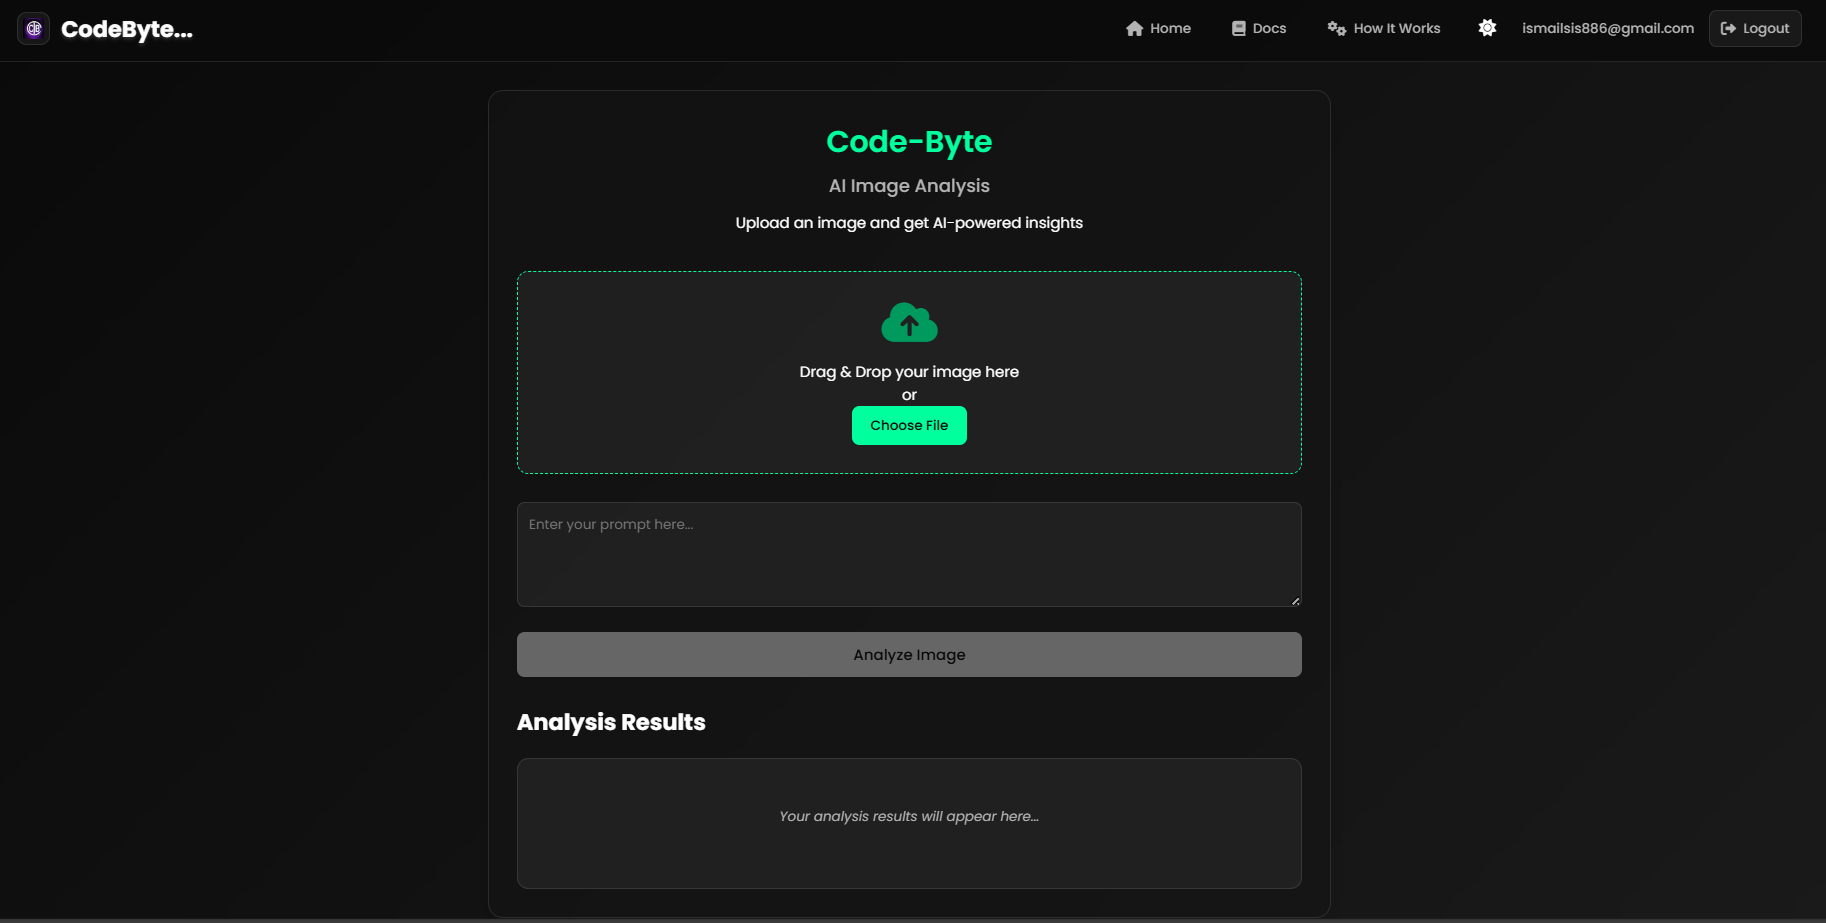 CodeByte...
Home
Docs
How It Works
ismailsis886@gmail.com
Logout
Code-Byte
AI Image Analysis
Upload an image and get AI-powered insights
Drag & Drop your image here
or
Choose File
Enter your prompt here...
Analyze Image
Analysis Results
Your analysis results will appear here...